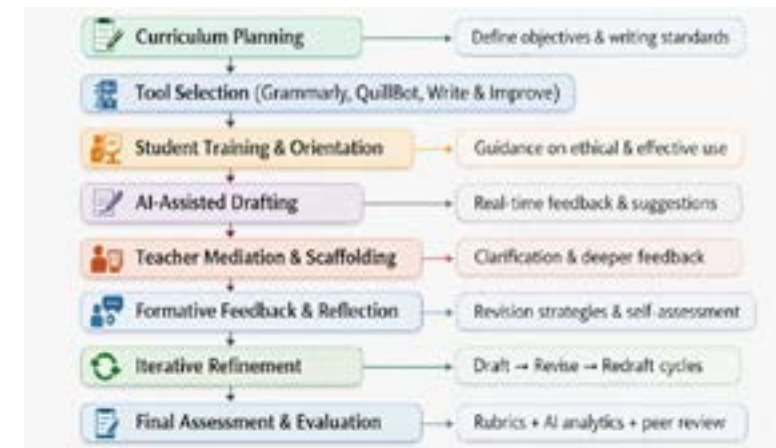 Curriculum Planning
Define objectives & writing standards
Tool Selection (Grammarly, QuillBot, Write & Improve)
Student Training & Orientation
Guidance on ethical & effective use
AI-Assisted Drafting
Real-time feedback & suggestions
Teacher Mediation & Scaffolding
Clarification & deeper feedback
Formative Feedback & Reflection
Revision strategies & self-assessment
Iterative Refinement
Draft → Revise → Redraft cycles
Final Assessment & Evaluation
Rubrics + AI analytics + peer review